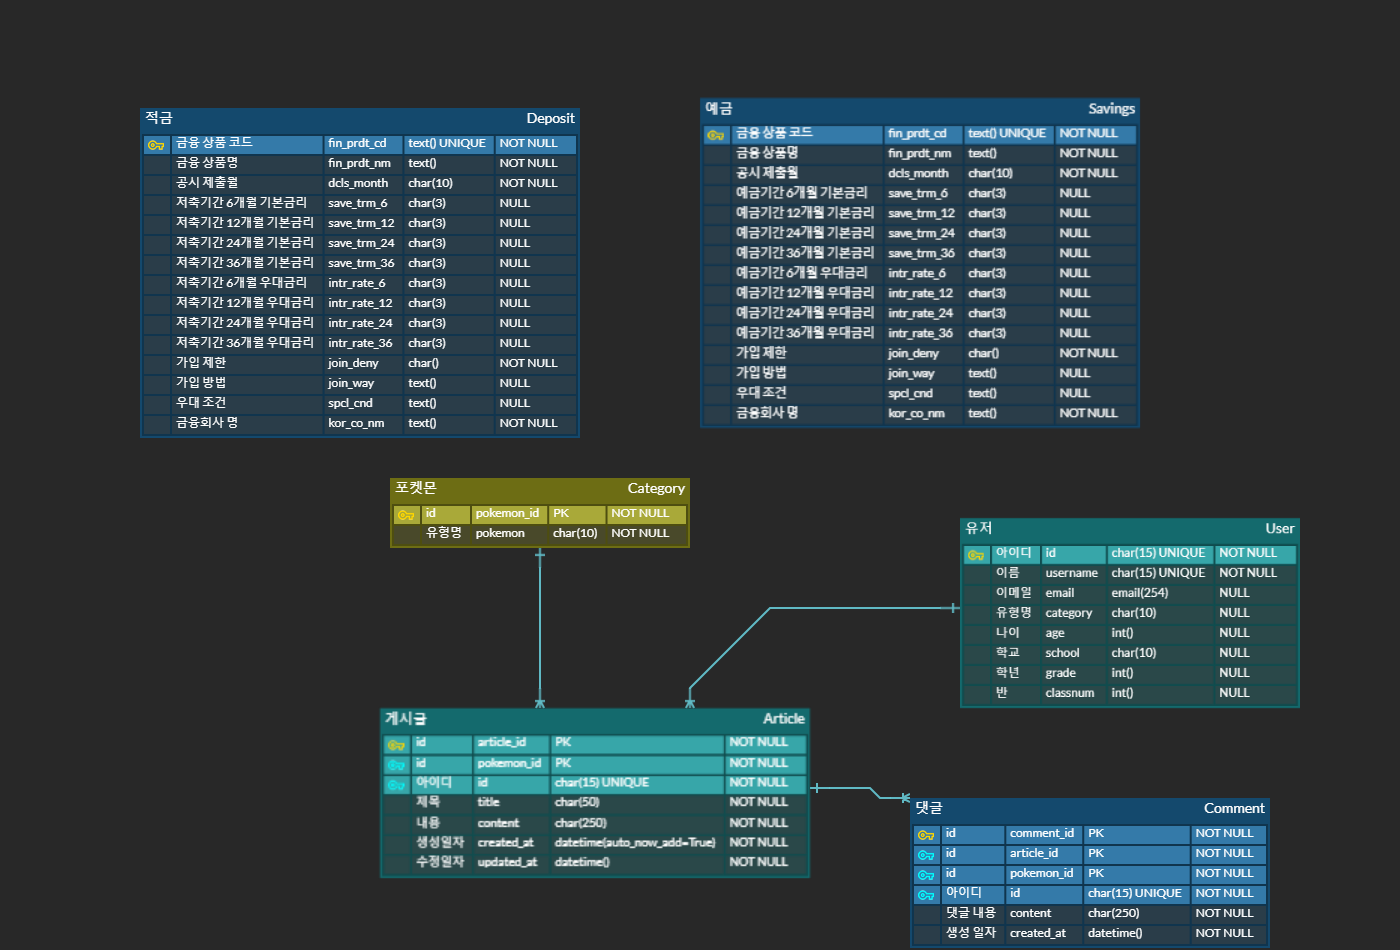 적금 Deposit
금융 상품 코드 fin_prdt_cd text() UNIQUE NOT NULL
금융 상품명 fin_prdt_nm text() NOT NULL
공시 제출월 dcls_month char(10) NOT NULL
저축기간 6개월 기본금리 save_trm_6 char(3) NULL
저축기간 12개월 기본금리 save_trm_12 char(3) NULL
저축기간 24개월 기본금리 save_trm_24 char(3) NULL
저축기간 36개월 기본금리 save_trm_36 char(3) NULL
저축기간 6개월 우대금리 intr_rate_6 char(3) NULL
저축기간 12개월 우대금리 intr_rate_12 char(3) NULL
저축기간 24개월 우대금리 intr_rate_24 char(3) NULL
저축기간 36개월 우대금리 intr_rate_36 char(3) NULL
가입 제한 join_deny char() NOT NULL
가입 방법 join_way text() NULL
우대 조건 spcl_cnd text() NULL
금융회사 명 kor_co_nm text() NOT NULL
예금 Savings
금융 상품 코드 fin_prdt_cd text() UNIQUE NOT NULL
금융 상품명 fin_prdt_nm text() NOT NULL
공시 제출월 dcls_month char(10) NOT NULL
예금기간 6개월 기본금리 save_trm_6 char(3) NULL
예금기간 12개월 기본금리 save_trm_12 char(3) NULL
예금기간 24개월 기본금리 save_trm_24 char(3) NULL
예금기간 36개월 기본금리 save_trm_36 char(3) NULL
예금기간 6개월 우대금리 intr_rate_6 char(3) NULL
예금기간 12개월 우대금리 intr_rate_12 char(3) NULL
예금기간 24개월 우대금리 intr_rate_24 char(3) NULL
예금기간 36개월 우대금리 intr_rate_36 char(3) NULL
가입 제한 join_deny char() NOT NULL
가입 방법 join_way text() NULL
우대 조건 spcl_cnd text() NULL
금융회사 명 kor_co_nm text() NOT NULL
포켓몬 Category
id pokemon_id PK NOT NULL
유형명 pokemon char(10) NOT NULL
유저 User
아이디 id char(15) UNIQUE NOT NULL
이름 username char(15) UNIQUE NOT NULL
이메일 email email(254) NULL
유형명 category char(10) NULL
나이 age int() NULL
학교 school char(10) NULL
학년 grade int() NULL
반 classnum int() NULL
게시글 Article
id article_id PK NOT NULL
id pokemon_id PK NOT NULL
아이디 id char(15) UNIQUE NOT NULL
제목 title char(50) NOT NULL
내용 content char(250) NOT NULL
생성일자 created_at datetime(auto_now_add=True) NOT NULL
수정일자 updated_at datetime() NOT NULL
댓글 Comment
id comment_id PK NOT NULL
id article_id PK NOT NULL
id pokemon_id PK NOT NULL
아이디 id char(15) UNIQUE NOT NULL
댓글 내용 content char(250) NOT NULL
생성 일자 created_at datetime() NOT NULL